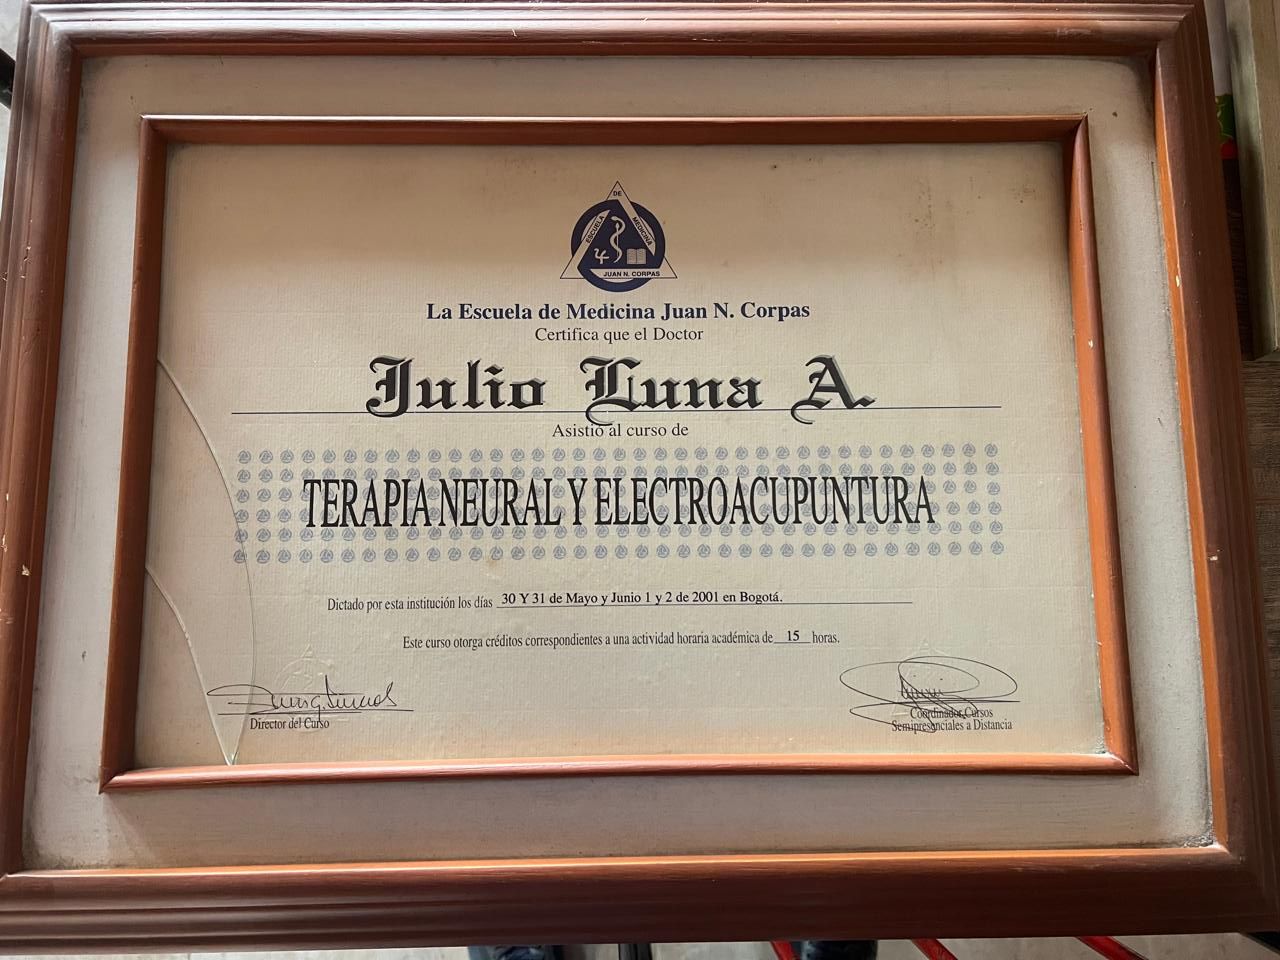 ESCUELA DE MEDICINA
JUAN N. CORPAS
La Escuela de Medicina Juan N. Corpas
Certifica que el Doctor
Julio Luna A.
Asistió al curso de
TERAPIA NEURAL Y ELECTROACUPUNTURA
Dictado por esta institución los días 30 Y 31 de Mayo y Junio 1 y 2 de 2001 en Bogotá.
Este curso otorga créditos correspondientes a una actividad horaria académica de 15 horas.
Director del Curso
Coordinador Cursos
Semipresenciales a Distancia